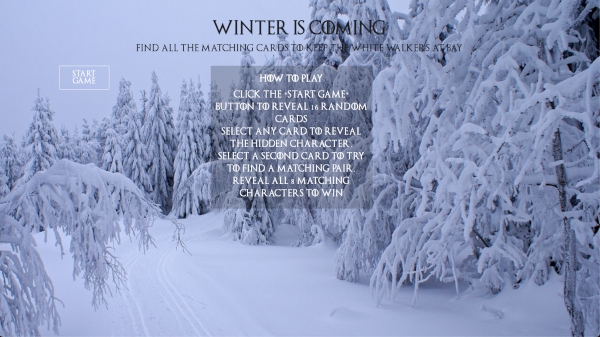 WINTER IS COMING
FIND ALL THE MATCHING CARDS TO KEEP THE WHITE WALKERS AT BAY
START
GAME
HOW TO PLAY
CLICK THE "START GAME"
BUTTON TO REVEAL 16 RANDOM
CARDS
SELECT ANY CARD TO REVEAL
THE HIDDEN CHARACTER
SELECT A SECOND CARD TO TRY
TO FIND A MATCHING PAIR.
REVEAL ALL 8 MATCHING
CHARACTERS TO WIN